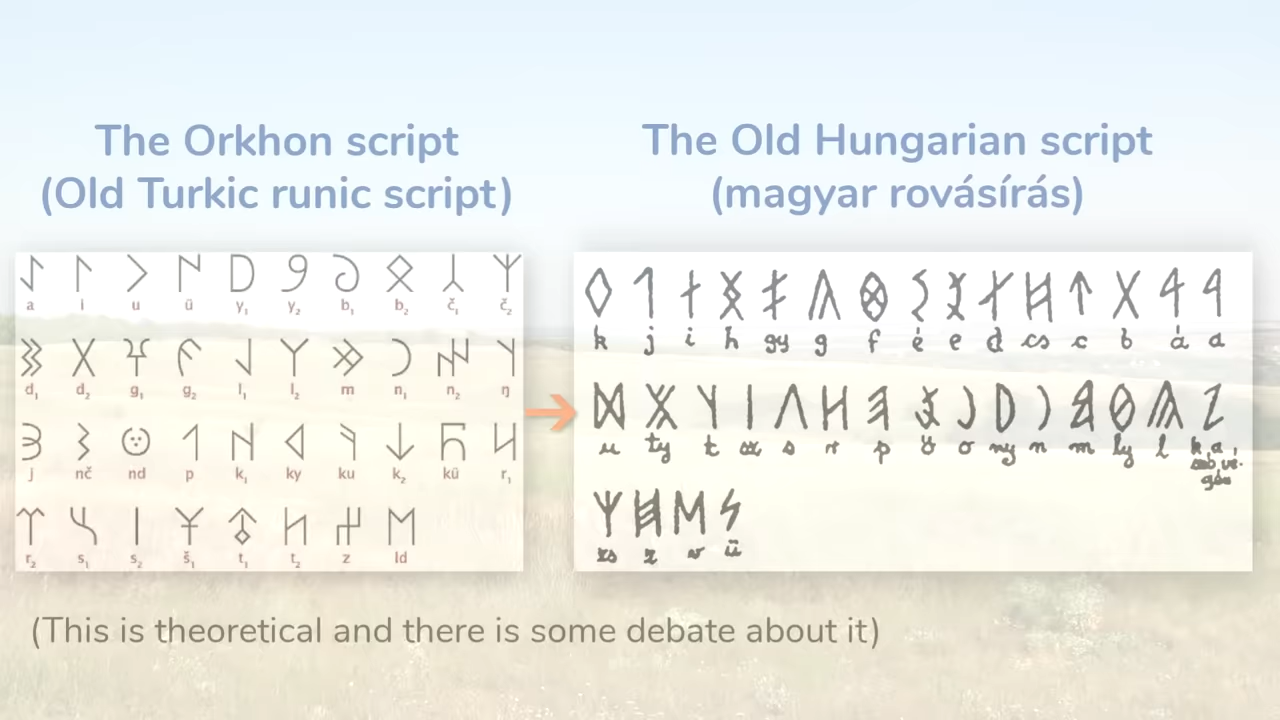 The Orkhon script
(Old Turkic runic script)
a i u ü y₁ y₂ b₁ b₂ č₁ č₂
d₁ d₂ g₁ g₂ l₁ l₂ m n₁ n₂ ŋ
j nč nd p k₁ ky ku k₂ kü r₁
r₂ s₁ s₂ š₁ t₁ t₂ z ld
The Old Hungarian script
(magyar rovásírás)
k j i h gy g f é e d cs c b á a
u ty t sz s r p ö o ny n m ly l
zs z v ü
(This is theoretical and there is some debate about it)